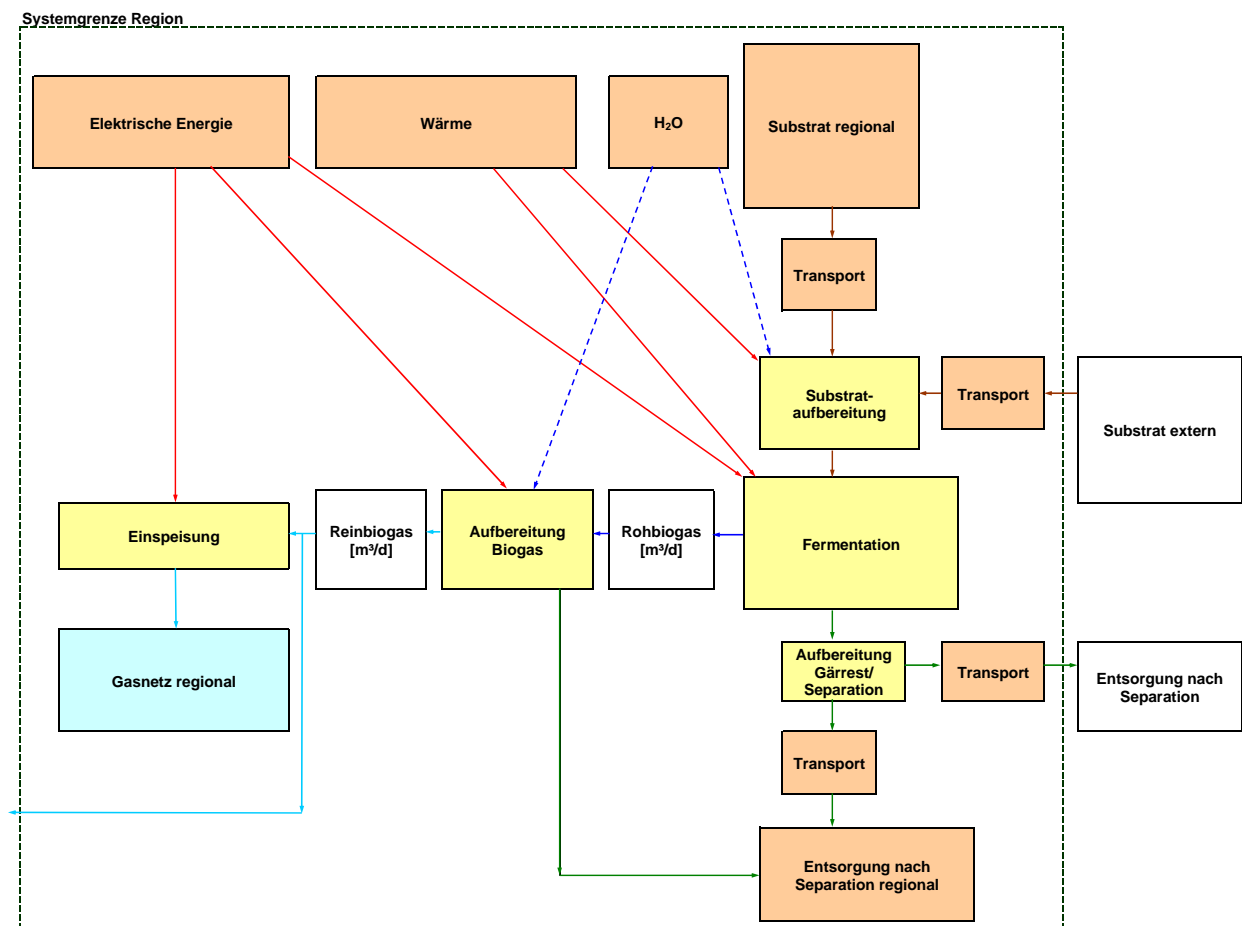 Systemgrenze Region
Elektrische Energie
Wärme
H₂O
Substrat regional
Transport
Substrat-
aufbereitung
Transport
Substrat extern
Einspeisung
Reinbiogas
[m³/d]
Aufbereitung
Biogas
Rohbiogas
[m³/d]
Fermentation
Gasnetz regional
Aufbereitung
Gärrest/
Separation
Transport
Entsorgung nach
Separation
Transport
Entsorgung nach
Separation regional